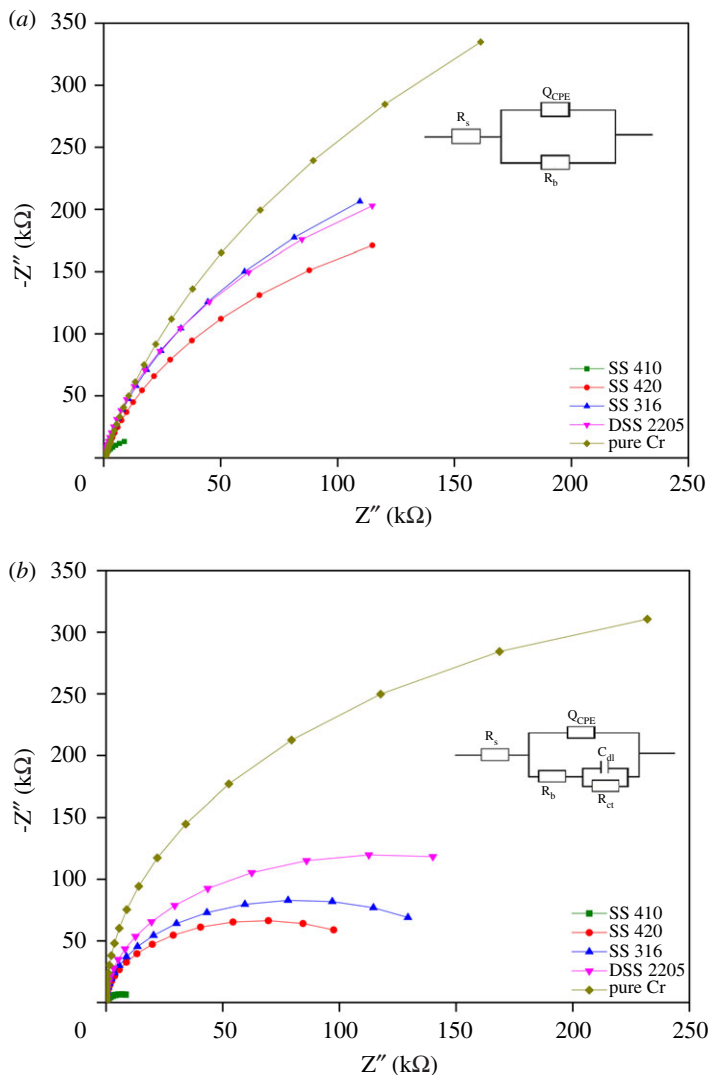 (a)
350
300
250
200
150
100
50
0
-Z″ (kΩ)
Q_CPE
R_s
R_b
SS 410
SS 420
SS 316
DSS 2205
pure Cr
50
100
150
200
250
Z″ (kΩ)
(b)
350
300
250
200
150
100
50
0
-Z″ (kΩ)
Q_CPE
R_s
C_dl
R_b
R_ct
SS 410
SS 420
SS 316
DSS 2205
pure Cr
50
100
150
200
250
Z″ (kΩ)